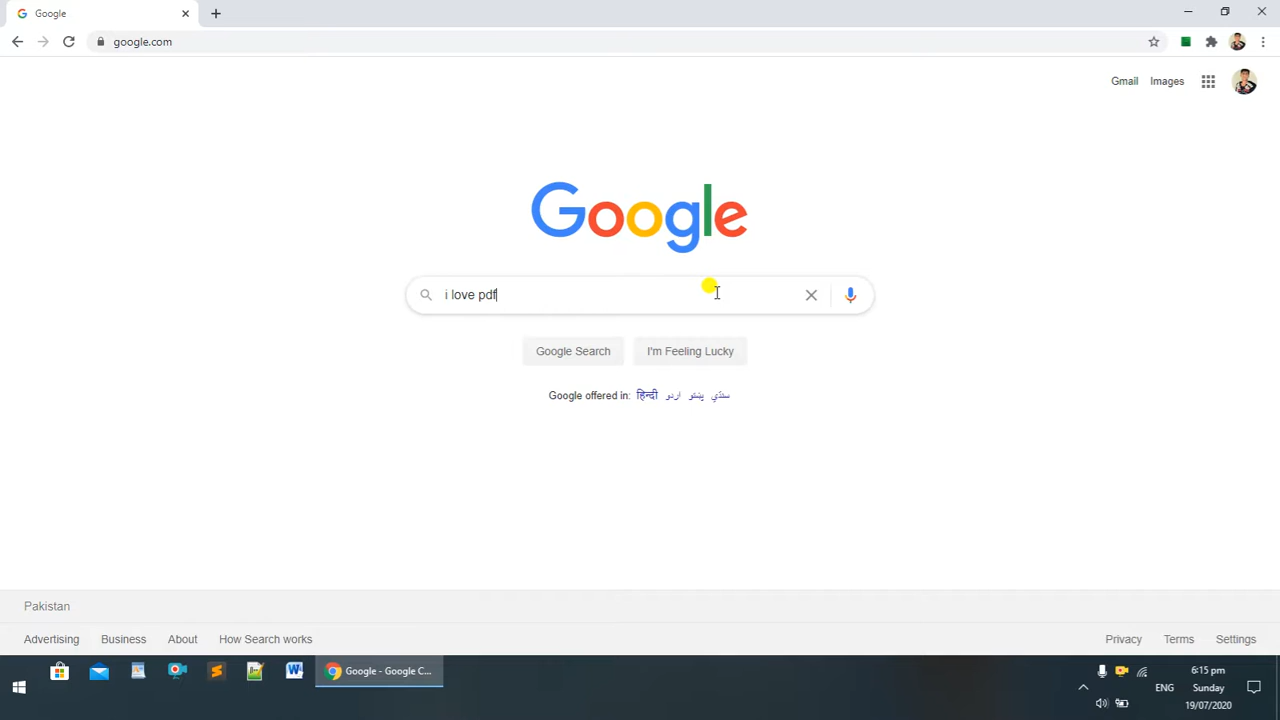 Google
google.com
Gmail Images
Google
i love pdf
Google Search I'm Feeling Lucky
Google offered in: हिन्दी اردو پښتو سنڌي
Pakistan
Advertising Business About How Search works
Privacy Terms Settings
Google - Google C...
6:15 pm
ENG Sunday
19/07/2020